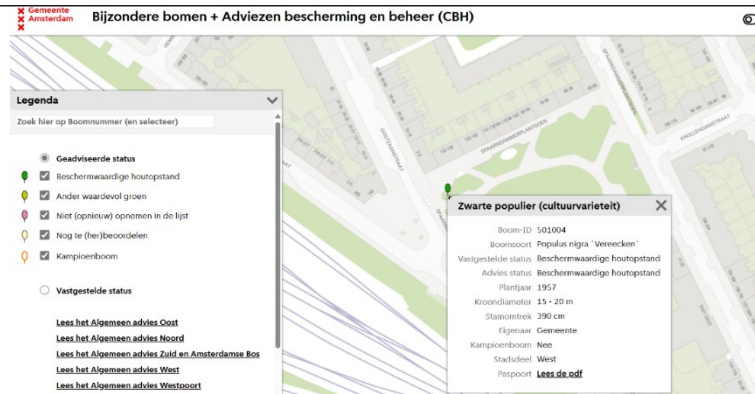 Gemeente
Amsterdam
Bijzondere bomen + Adviezen bescherming en beheer (CBH)
Legenda
Zoek hier op Boomnummer (en selecteer)
Geadviseerde status
Beschermwaardige houtopstand
Ander waardevol groen
Niet (opnieuw) opnemen in de lijst
Nog te (her)beoordelen
Kampioenboom
Vastgestelde status
Lees het Algemeen advies Oost
Lees het Algemeen advies Noord
Lees het Algemeen advies Zuid en Amsterdamse Bos
Lees het Algemeen advies West
Lees het Algemeen advies Westpoort
OOSTZAANSTRAAT
SPAARNDAMMERPLANTSOEN
KNOLLENDAMSTRAAT
Zwarte populier (cultuurvarieteit)
Boom-ID 501004
Boomsoort Populus nigra `Vereecken`
Vastgestelde status Beschermwaardige houtopstand
Advies status Beschermwaardige houtopstand
Plantjaar 1957
Kroondiameter 15 - 20 m
Stamomtrek 390 cm
Eigenaar Gemeente
Kampioenboom Nee
Stadsdeel West
Paspoort Lees de pdf